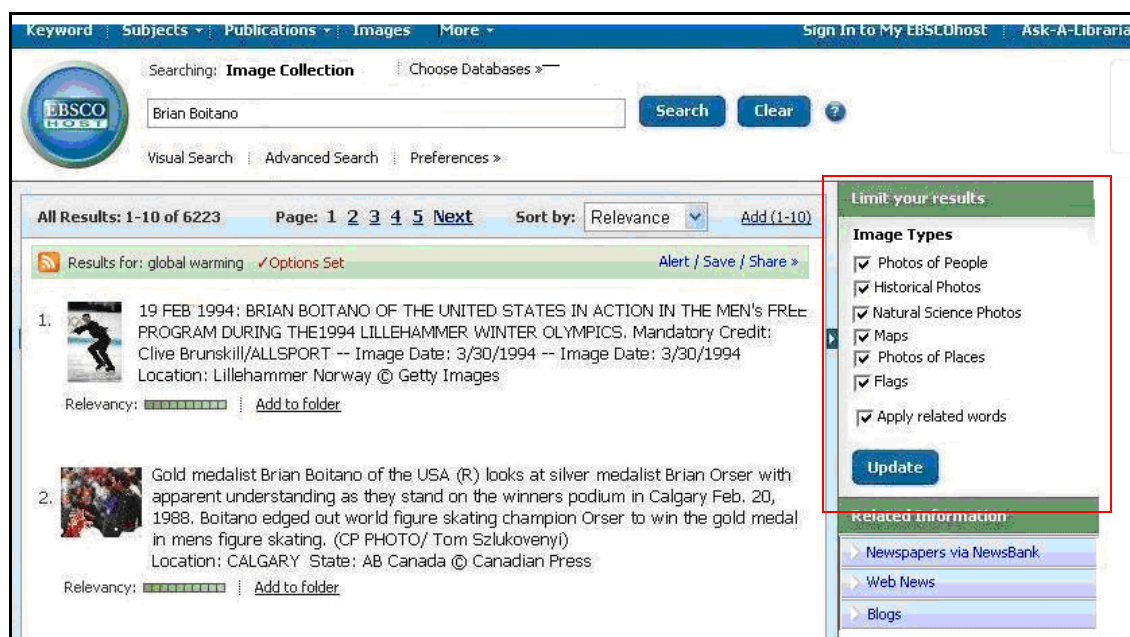 Keyword Subjects Publications Images More Sign In to My EBSCOhost Ask-A-Libraria
Searching: Image Collection Choose Databases »
EBSCO
HOST
Brian Boitano Search Clear ?
Visual Search Advanced Search Preferences »
All Results: 1-10 of 6223 Page: 1 2 3 4 5 Next Sort by: Relevance Add (1-10)
Results for: global warming ✓Options Set Alert / Save / Share »
1. 19 FEB 1994: BRIAN BOITANO OF THE UNITED STATES IN ACTION IN THE MEN's FREE
PROGRAM DURING THE1994 LILLEHAMMER WINTER OLYMPICS. Mandatory Credit:
Clive Brunskill/ALLSPORT -- Image Date: 3/30/1994 -- Image Date: 3/30/1994
Location: Lillehammer Norway © Getty Images
Relevancy: Add to folder
2. Gold medalist Brian Boitano of the USA (R) looks at silver medalist Brian Orser with
apparent understanding as they stand on the winners podium in Calgary Feb. 20,
1988. Boitano edged out world figure skating champion Orser to win the gold medal
in mens figure skating. (CP PHOTO/ Tom Szlukovenyi)
Location: CALGARY State: AB Canada © Canadian Press
Relevancy: Add to folder
Limit your results
Image Types
Photos of People
Historical Photos
Natural Science Photos
Maps
Photos of Places
Flags
Apply related words
Update
Related Information
Newspapers via NewsBank
Web News
Blogs